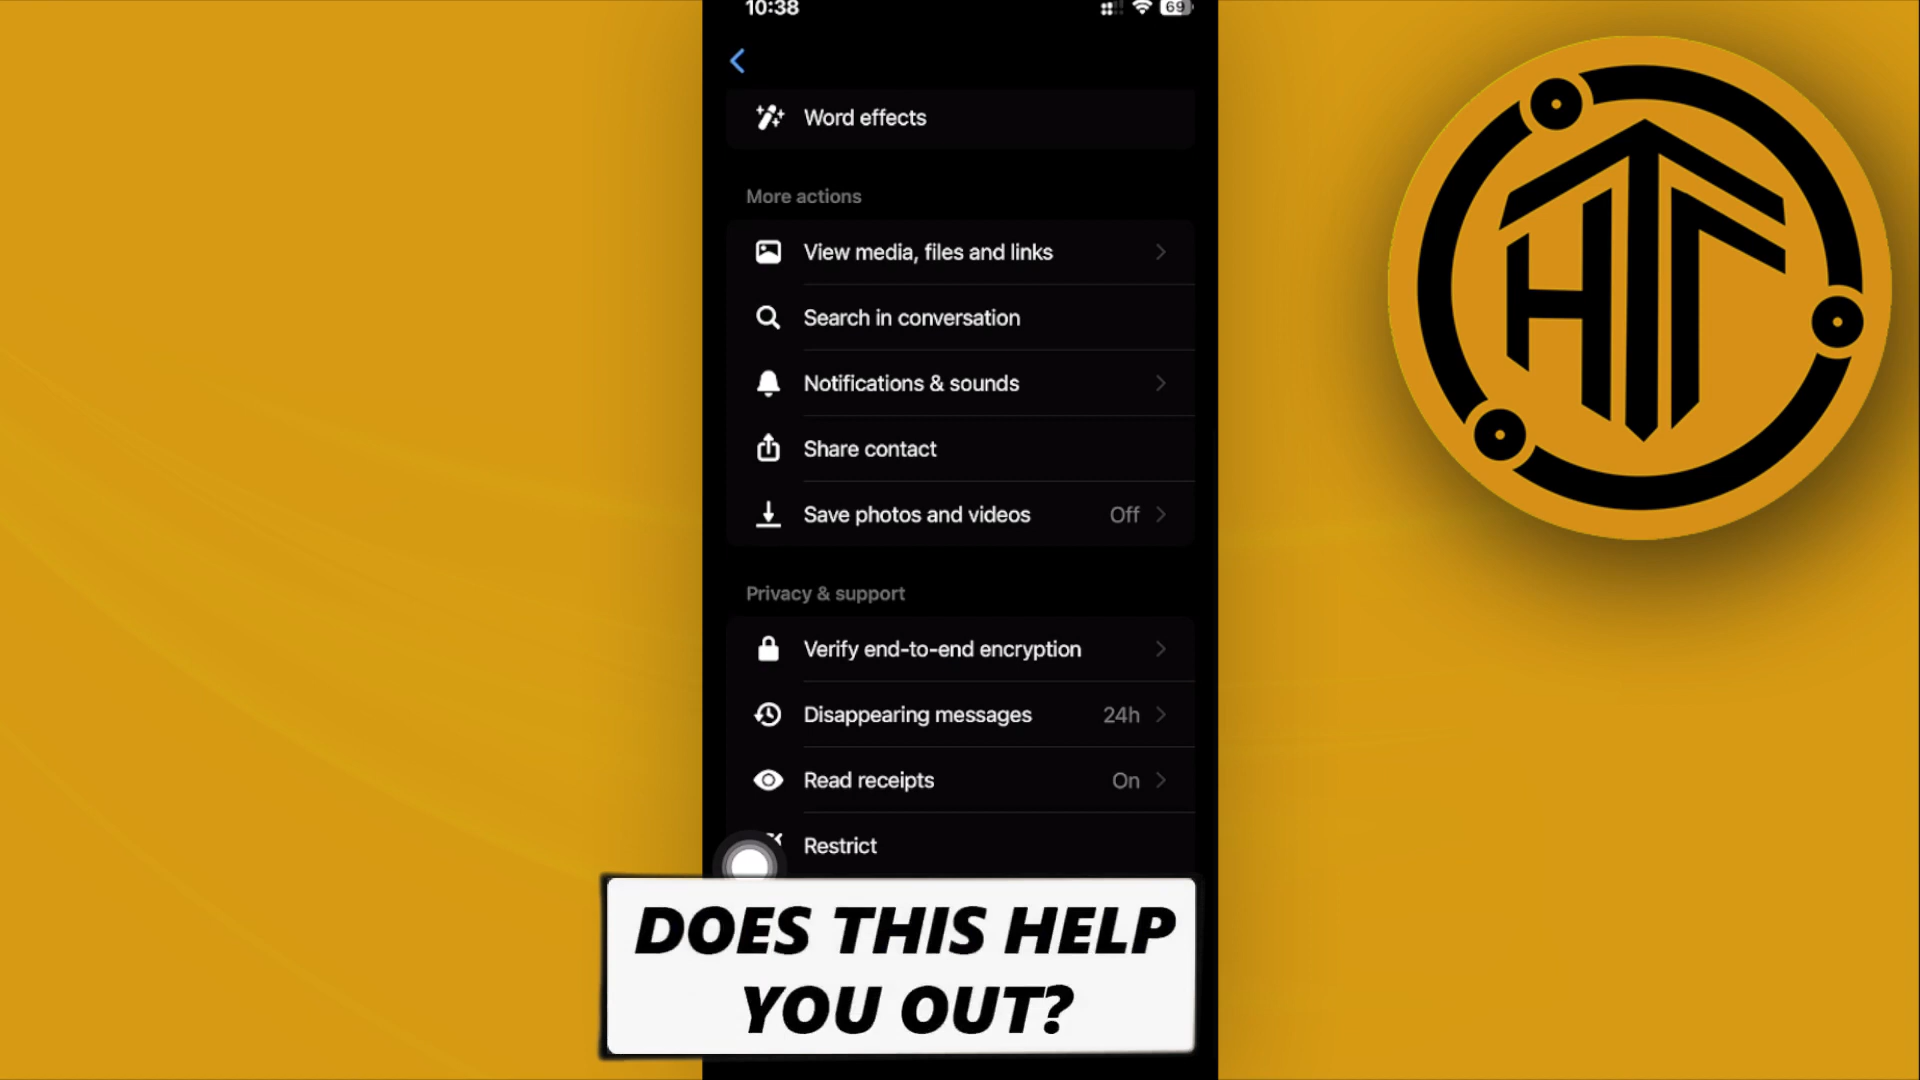 10:38
69
Word effects
More actions
View media, files and links
Search in conversation
Notifications & sounds
Share contact
Save photos and videos Off
Privacy & support
Verify end-to-end encryption
Disappearing messages 24h
Read receipts On
Restrict
DOES THIS HELP
YOU OUT?
HTT